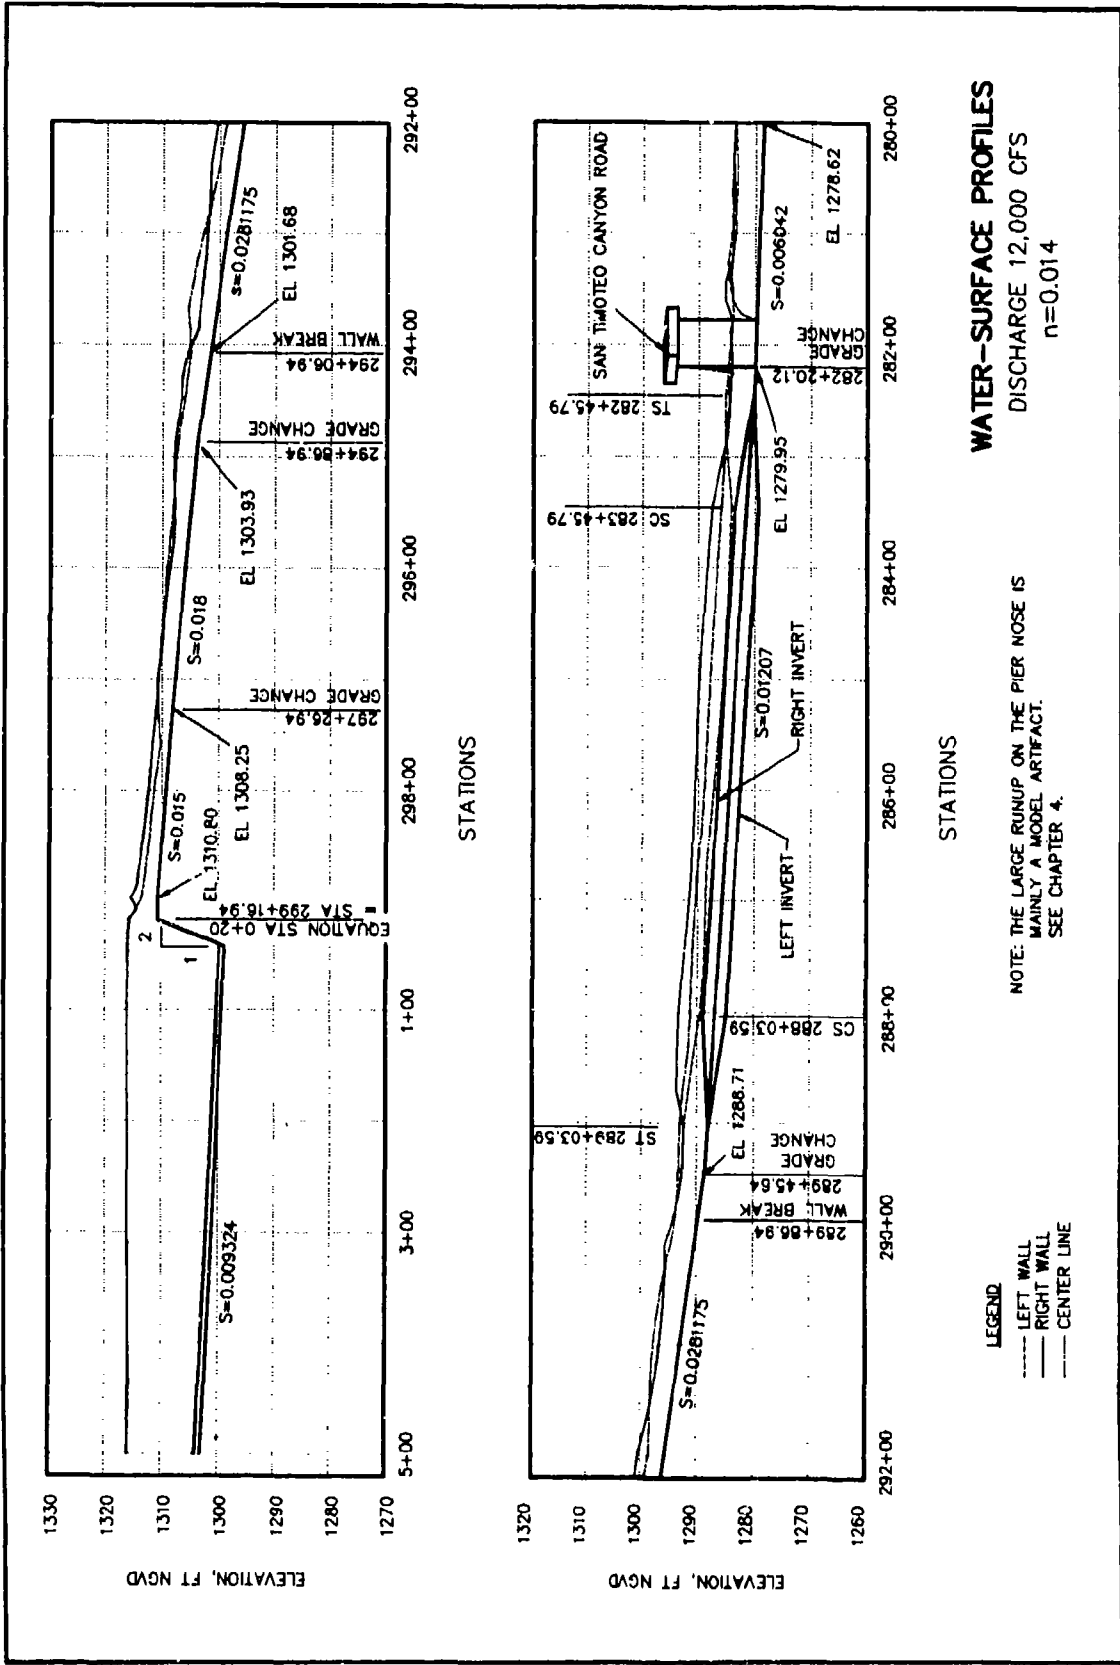 1330
1320
1310
1300
1290
1280
1270
ELEVATION, FT NGVD
5+00
3+00
1+00
298+00
296+00
294+00
292+00
STATIONS
S=0.009324
1
2
EQUATION STA 0+20
= STA 299+16.94
EL 1310.80
S=0.015
EL 1308.25
297+26.94
GRADE CHANGE
S=0.018
EL 1303.93
294+86.94
GRADE CHANGE
294+06.94
WALL BREAK
EL 1301.68
S=0.0281175
1320
1310
1300
1290
1280
1270
1260
ELEVATION, FT NGVD
292+00
290+00
288+00
286+00
284+00
282+00
280+00
STATIONS
S=0.0281175
289+86.94
WALL BREAK
289+45.64
GRADE
CHANGE
EL 1288.71
ST 289+03.59
CS 288+03.59
LEFT INVERT
RIGHT INVERT
S=0.01207
SC 283+45.79
EL 1279.95
TS 282+45.79
282+20.12
GRADE
CHANGE
SAN TIMOTEO CANYON ROAD
S=0.006042
EL 1278.62
LEGEND
LEFT WALL
RIGHT WALL
CENTER LINE
NOTE: THE LARGE RUNUP ON THE PIER NOSE IS
MAINLY A MODEL ARTIFACT.
SEE CHAPTER 4.
WATER-SURFACE PROFILES
DISCHARGE 12,000 CFS
n=0.014